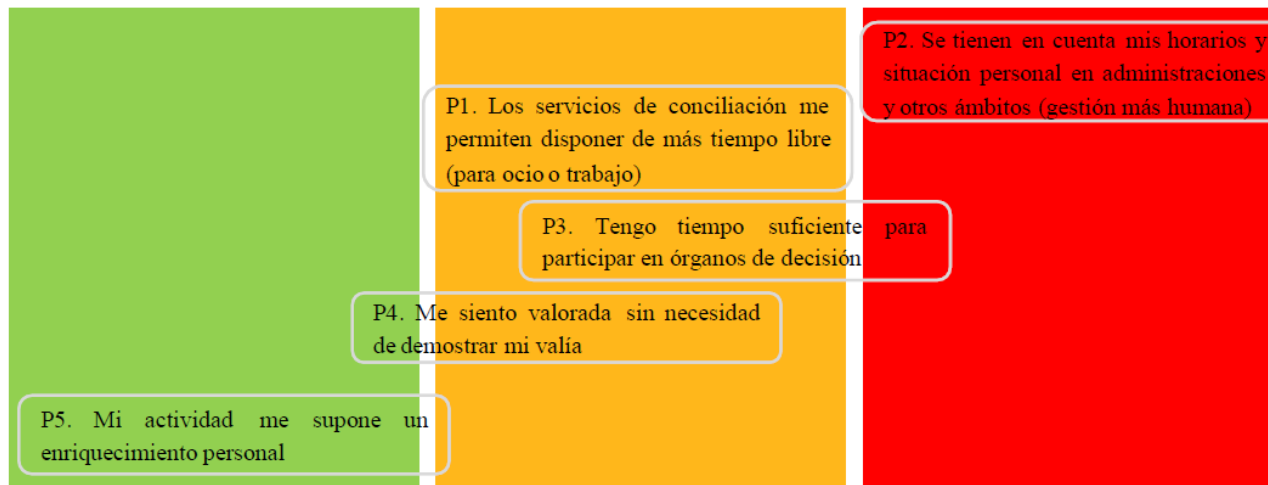 P2. Se tienen en cuenta mis horarios y
situación personal en administraciones
y otros ámbitos (gestión más humana)
P1. Los servicios de conciliación me
permiten disponer de más tiempo libre
(para ocio o trabajo)
P3. Tengo tiempo suficiente para
participar en órganos de decisión
P4. Me siento valorada sin necesidad
de demostrar mi valía
P5. Mi actividad me supone un
enriquecimiento personal